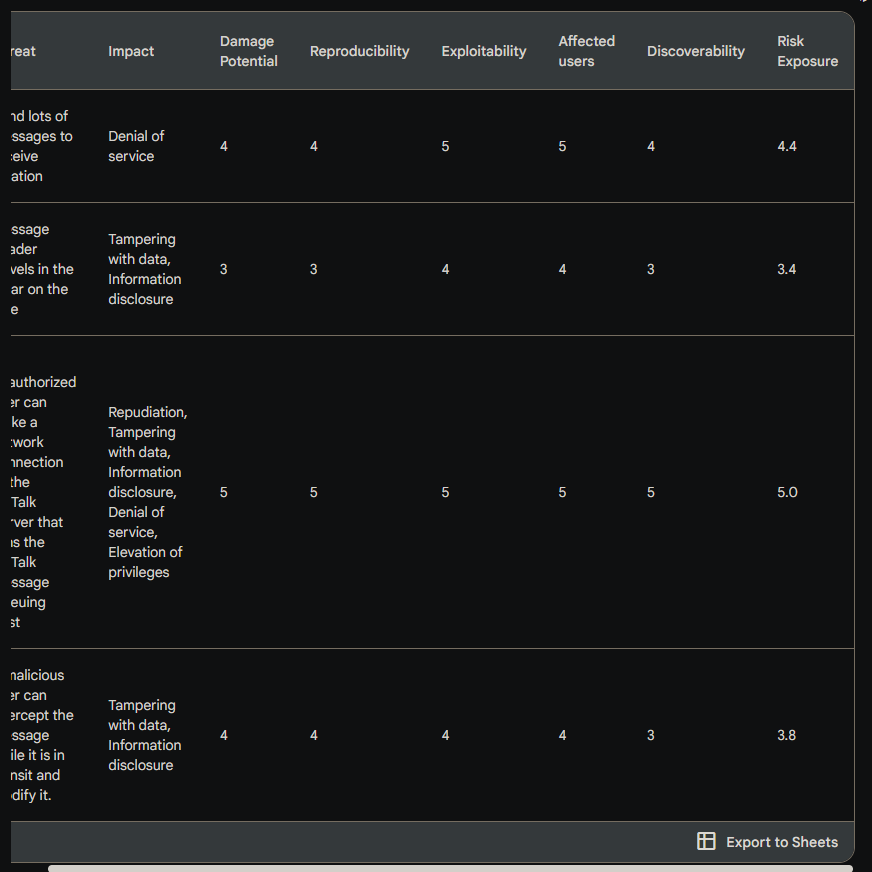 reat
Impact
Damage
Potential
Reproducibility
Exploitability
Affected
users
Discoverability
Risk
Exposure
nd lots of
ssages to
ceive
ation
Denial of
service
4
4
5
5
4
4.4
ssage
ader
vels in the
ar on the
e
Tampering
with data,
Information
disclosure
3
3
4
4
3
3.4
authorized
er can
ke a
twork
nnection
the
Talk
rver that
ns the
Talk
ssage
euing
st
Repudiation,
Tampering
with data,
Information
disclosure,
Denial of
service,
Elevation of
privileges
5
5
5
5
5
5.0
malicious
er can
ercept the
ssage
ile it is in
nsit and
odify it.
Tampering
with data,
Information
disclosure
4
4
4
4
3
3.8
Export to Sheets